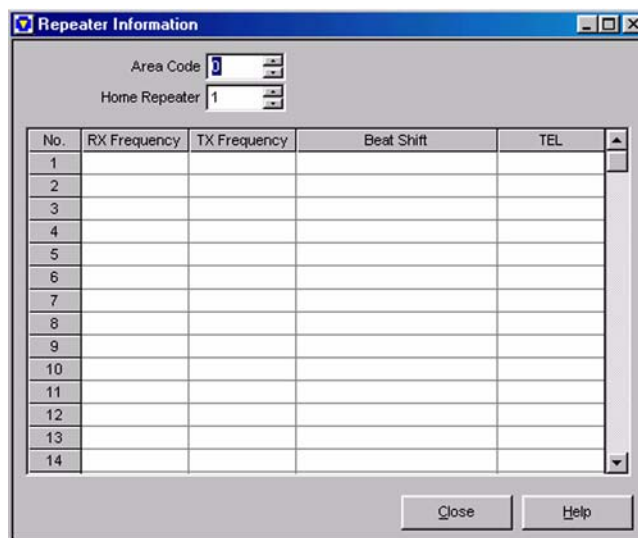 Repeater Information
Area Code 0
Home Repeater 1
No. RX Frequency TX Frequency Beat Shift TEL
1
2
3
4
5
6
7
8
9
10
11
12
13
14
Close Help